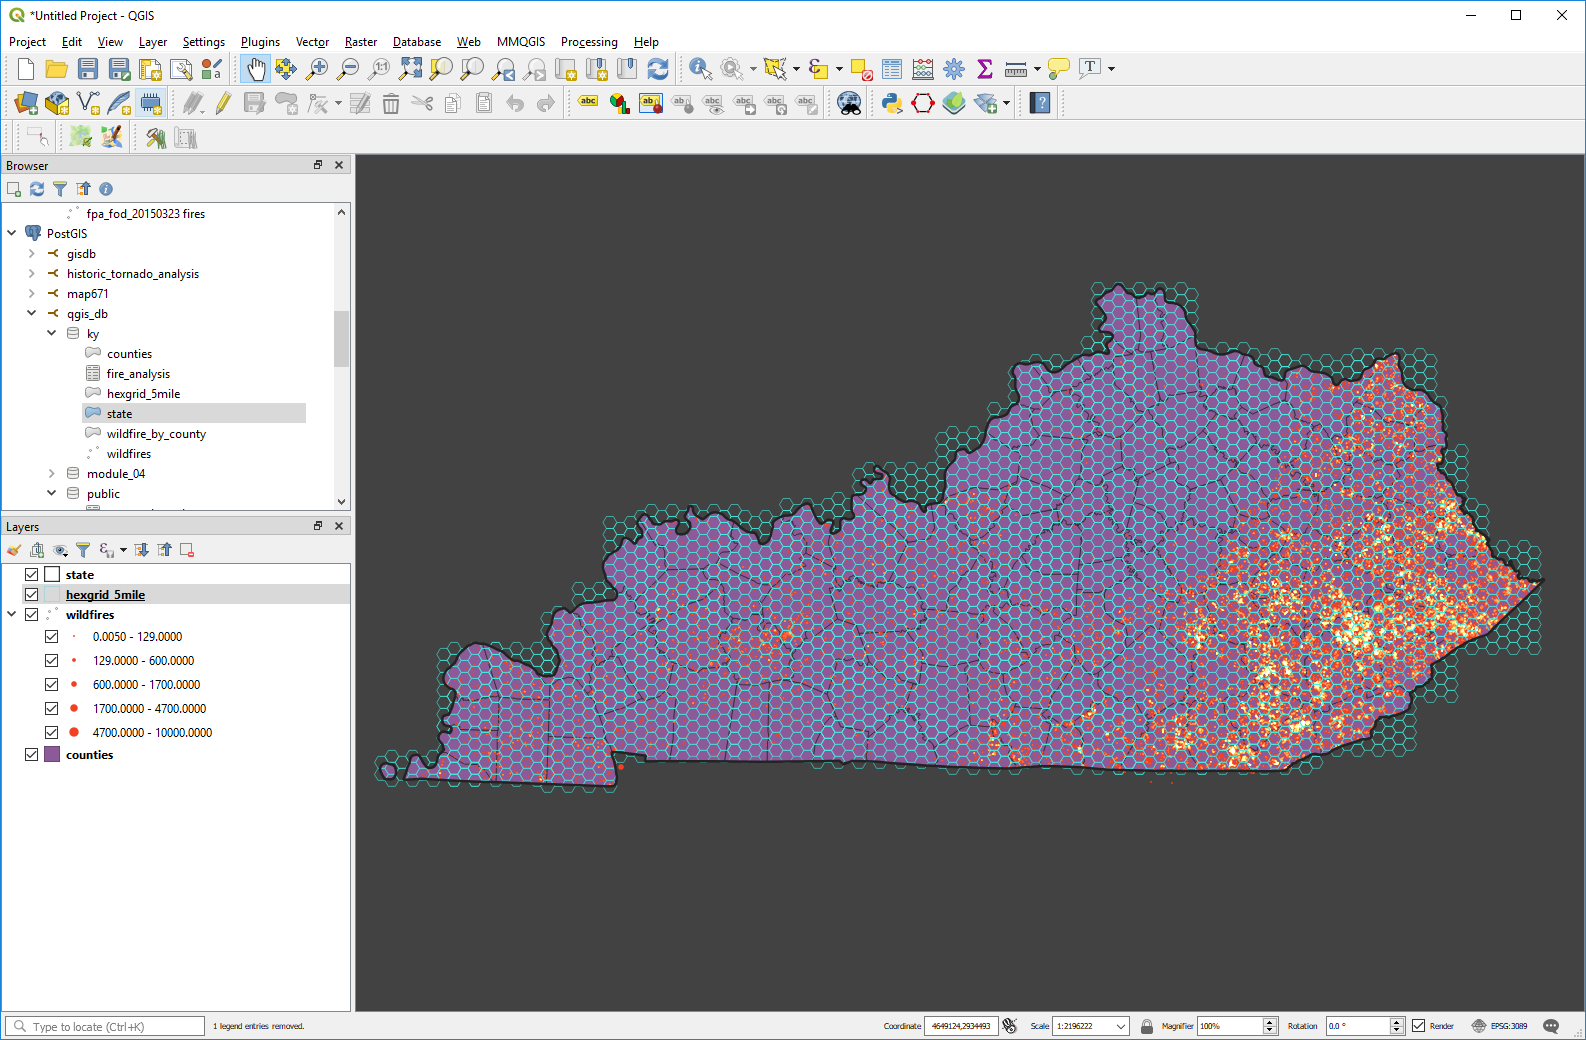 *Untitled Project - QGIS
Project Edit View Layer Settings Plugins Vector Raster Database Web MMQGIS Processing Help
Browser
fpa_fod_20150323 fires
PostGIS
gisdb
historic_tornado_analysis
map671
qgis_db
ky
counties
fire_analysis
hexgrid_5mile
state
wildfire_by_county
wildfires
module_04
public
Layers
state
hexgrid_5mile
wildfires
0.0050 - 129.0000
129.0000 - 600.0000
600.0000 - 1700.0000
1700.0000 - 4700.0000
4700.0000 - 10000.0000
counties
Type to locate (Ctrl+K) 1 legend entries removed. Coordinate 4649124,2934493 Scale 1:2196222 Magnifier 100% Rotation 0.0 ° Render EPSG:3089